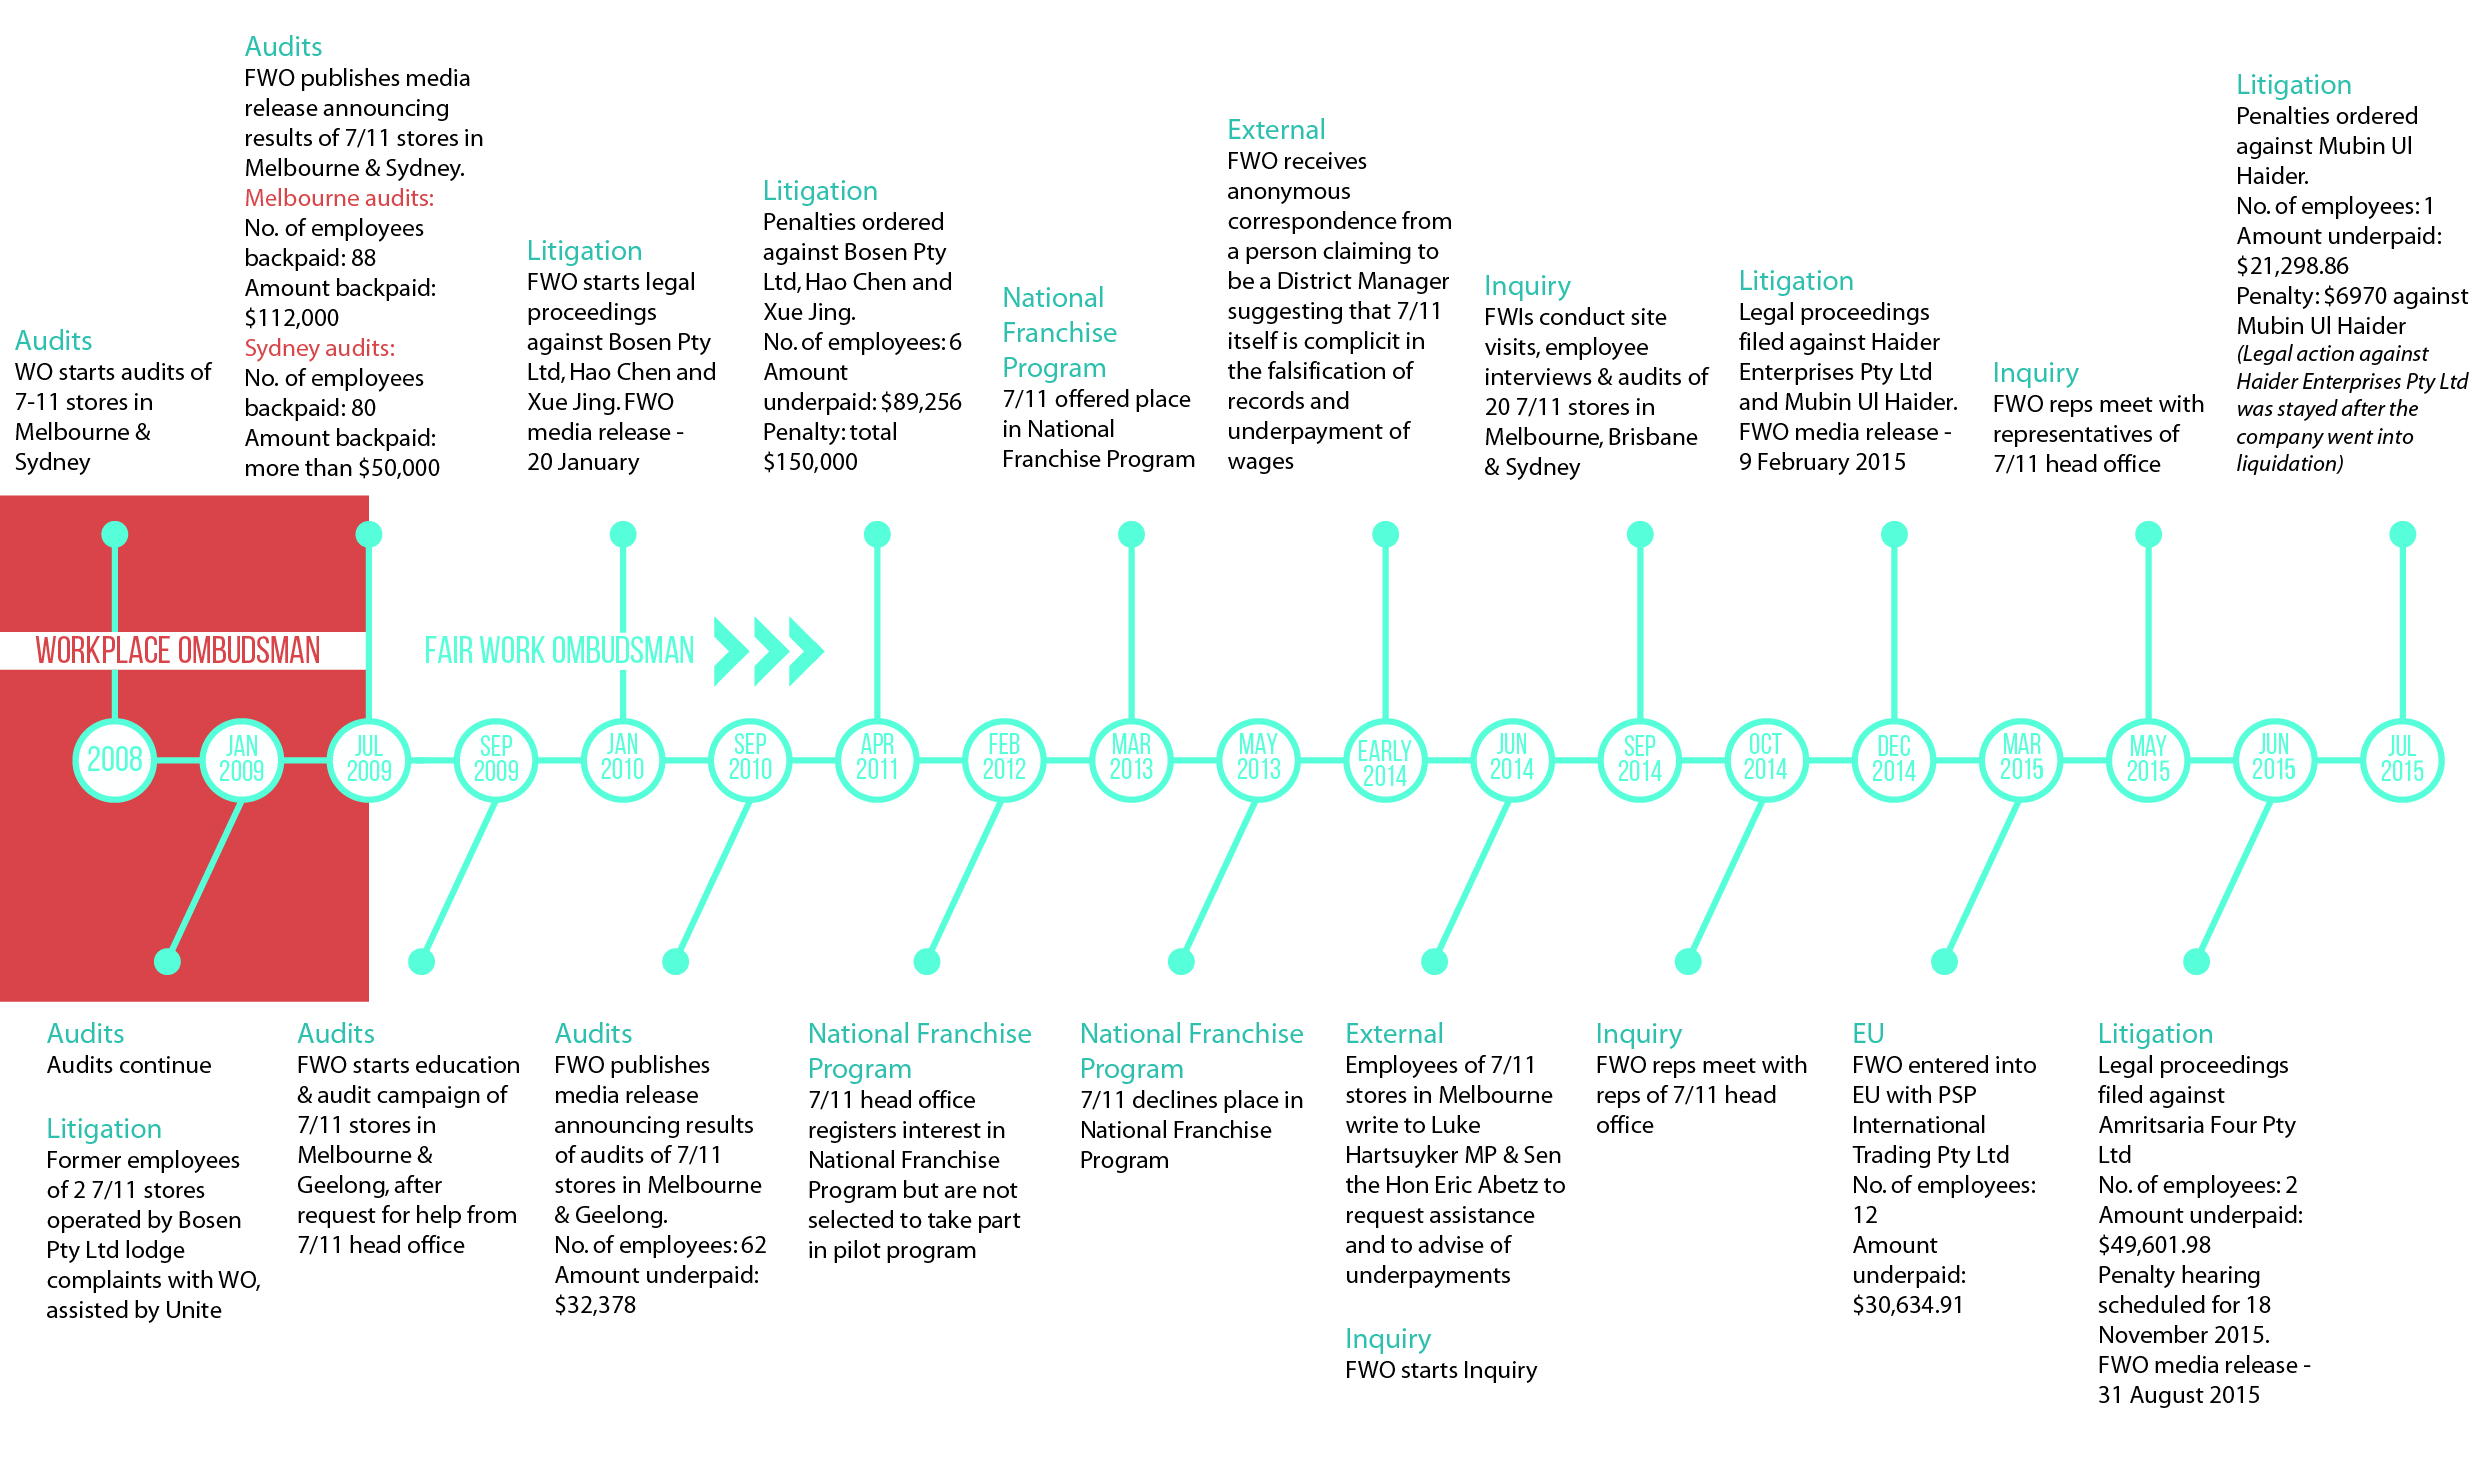 Audits
WO starts audits of
7-11 stores in
Melbourne &
Sydney
Audits
FWO publishes media
release announcing
results of 7/11 stores in
Melbourne & Sydney.
Melbourne audits:
No. of employees
backpaid: 88
Amount backpaid:
$112,000
Sydney audits:
No. of employees
backpaid: 80
Amount backpaid:
more than $50,000
Litigation
FWO starts legal
proceedings
against Bosen Pty
Ltd, Hao Chen and
Xue Jing. FWO
media release -
20 January
Litigation
Penalties ordered
against Bosen Pty
Ltd, Hao Chen and
Xue Jing.
No. of employees: 6
Amount
underpaid: $89,256
Penalty: total
$150,000
National
Franchise
Program
7/11 offered place
in National
Franchise Program
External
FWO receives
anonymous
correspondence from
a person claiming to
be a District Manager
suggesting that 7/11
itself is complicit in
the falsification of
records and
underpayment of
wages
Inquiry
FWIs conduct site
visits, employee
interviews & audits of
20 7/11 stores in
Melbourne, Brisbane
& Sydney
Litigation
Legal proceedings
filed against Haider
Enterprises Pty Ltd
and Mubin Ul Haider.
FWO media release -
9 February 2015
Inquiry
FWO reps meet with
representatives of
7/11 head office
Litigation
Penalties ordered
against Mubin Ul
Haider.
No. of employees: 1
Amount underpaid:
$21,298.86
Penalty: $6970 against
Mubin Ul Haider
(Legal action against
Haider Enterprises Pty Ltd
was stayed after the
company went into
liquidation)
WORKPLACE OMBUDSMAN
FAIR WORK OMBUDSMAN
2008
JAN
2009
JUL
2009
SEP
2009
JAN
2010
SEP
2010
APR
2011
FEB
2012
MAR
2013
MAY
2013
EARLY
2014
JUN
2014
SEP
2014
OCT
2014
DEC
2014
MAR
2015
MAY
2015
JUN
2015
JUL
2015
Audits
Audits continue
Litigation
Former employees
of 2 7/11 stores
operated by Bosen
Pty Ltd lodge
complaints with WO,
assisted by Unite
Audits
FWO starts education
& audit campaign of
7/11 stores in
Melbourne &
Geelong, after
request for help from
7/11 head office
Audits
FWO publishes
media release
announcing results
of audits of 7/11
stores in Melbourne
& Geelong.
No. of employees: 62
Amount underpaid:
$32,378
National Franchise
Program
7/11 head office
registers interest in
National Franchise
Program but are not
selected to take part
in pilot program
National Franchise
Program
7/11 declines place in
National Franchise
Program
External
Employees of 7/11
stores in Melbourne
write to Luke
Hartsuyker MP & Sen
the Hon Eric Abetz to
request assistance
and to advise of
underpayments
Inquiry
FWO starts Inquiry
Inquiry
FWO reps meet with
reps of 7/11 head
office
EU
FWO entered into
EU with PSP
International
Trading Pty Ltd
No. of employees:
12
Amount
underpaid:
$30,634.91
Litigation
Legal proceedings
filed against
Amritsaria Four Pty
Ltd
No. of employees: 2
Amount underpaid:
$49,601.98
Penalty hearing
scheduled for 18
November 2015.
FWO media release -
31 August 2015